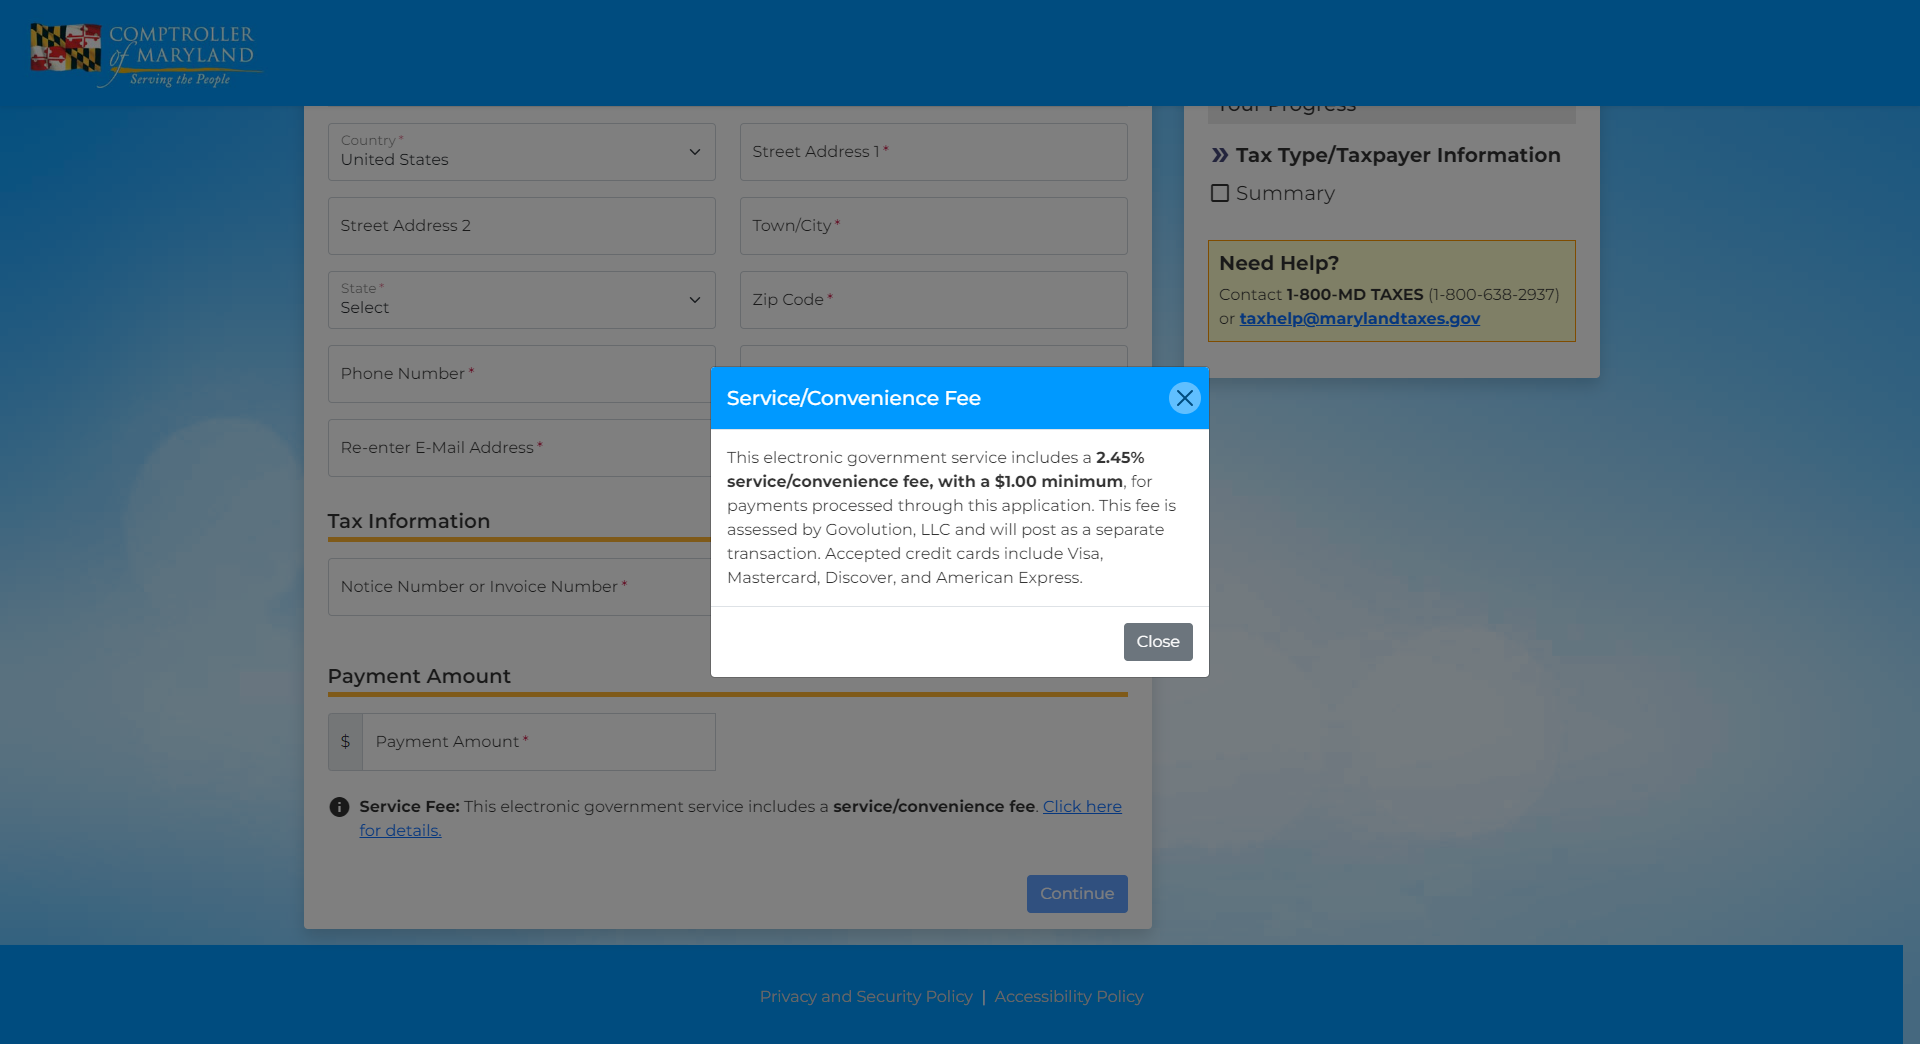 COMPTROLLER
of MARYLAND
Serving the People
Your Progress
Country *
United States
Street Address 1 *
Tax Type/Taxpayer Information
Summary
Street Address 2
Town/City *
Need Help?
Contact 1-800-MD TAXES (1-800-638-2937)
or taxhelp@marylandtaxes.gov
State *
Select
Zip Code *
Phone Number *
Re-enter E-Mail Address *
Service/Convenience Fee
This electronic government service includes a 2.45%
service/convenience fee, with a $1.00 minimum, for
payments processed through this application. This fee is
assessed by Govolution, LLC and will post as a separate
transaction. Accepted credit cards include Visa,
Mastercard, Discover, and American Express.
Close
Tax Information
Notice Number or Invoice Number *
Payment Amount
$ Payment Amount *
Service Fee: This electronic government service includes a service/convenience fee. Click here
for details.
Continue
Privacy and Security Policy | Accessibility Policy